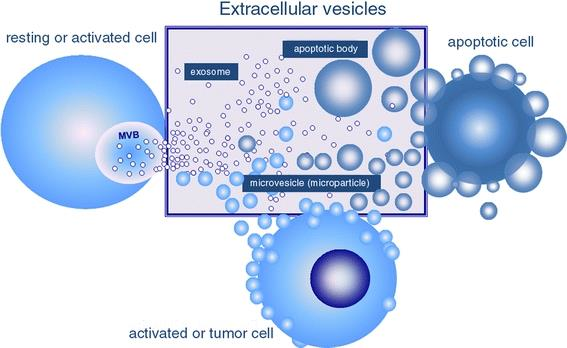 Extracellular vesicles
resting or activated cell
apoptotic body
apoptotic cell
exosome
MVB
microvesicle (microparticle)
activated or tumor cell